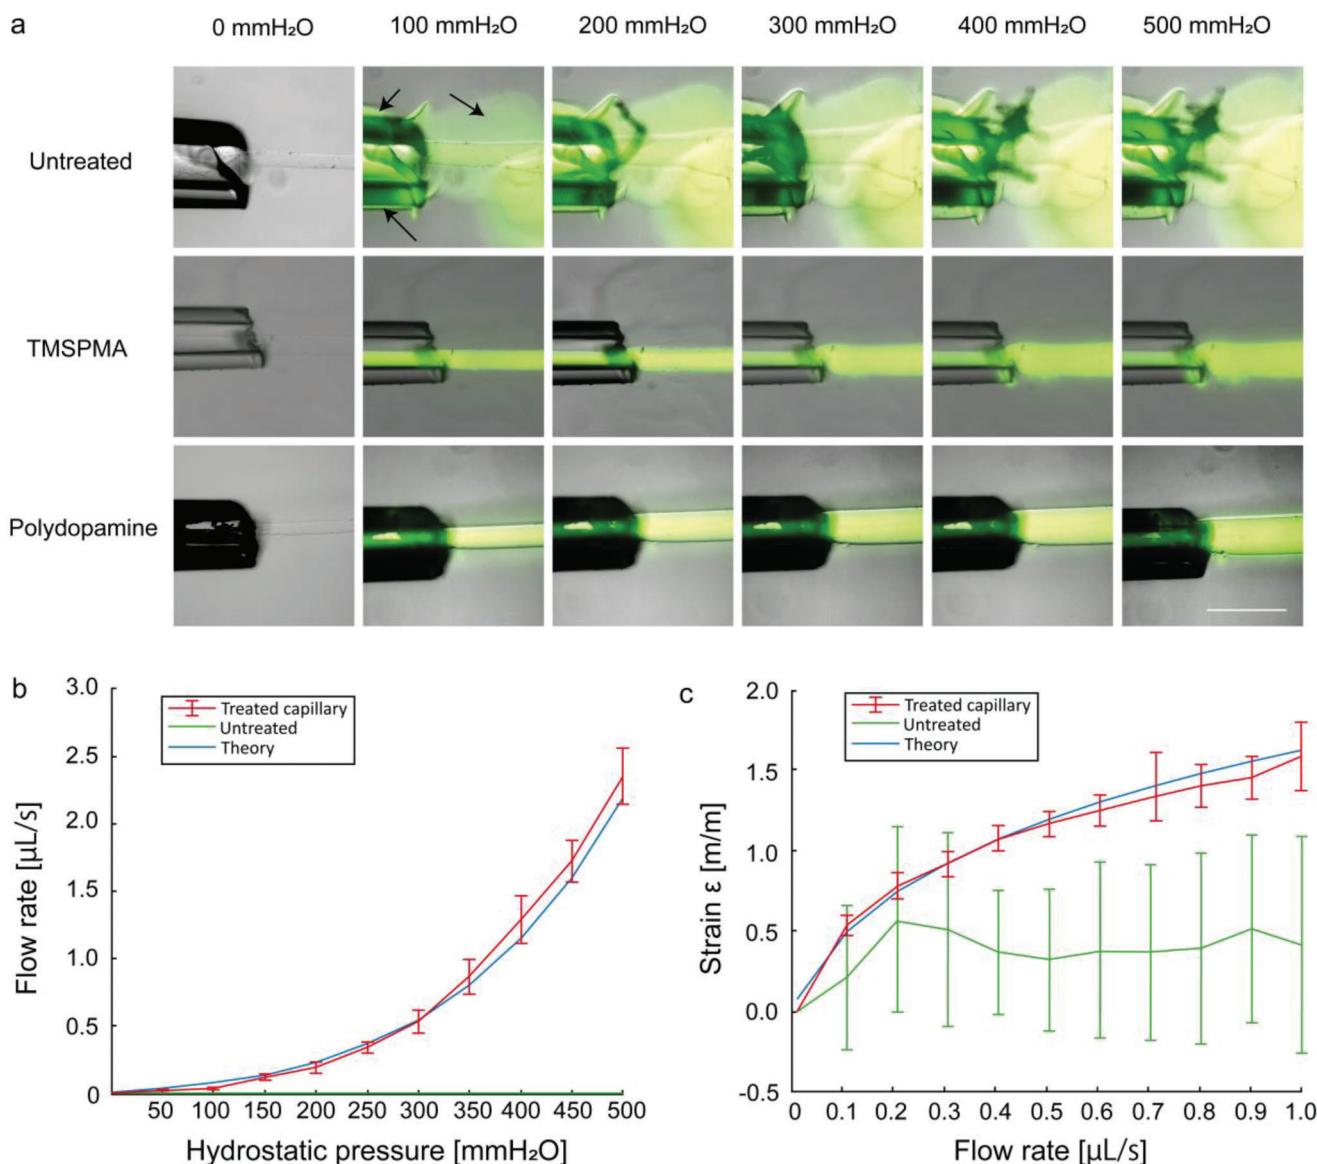 a
0 mmH₂O 100 mmH₂O 200 mmH₂O 300 mmH₂O 400 mmH₂O 500 mmH₂O
Untreated
TMSPMA
Polydopamine
b
3.0
2.5
2.0
1.5
1.0
0.5
0
Flow rate [µL/s]
Treated capillary
Untreated
Theory
50 100 150 200 250 300 350 400 450 500
Hydrostatic pressure [mmH₂O]
c
2.0
1.5
1.0
0.5
0.0
-0.5
Strain ε [m/m]
Treated capillary
Untreated
Theory
0 0.1 0.2 0.3 0.4 0.5 0.6 0.7 0.8 0.9 1.0
Flow rate [µL/s]